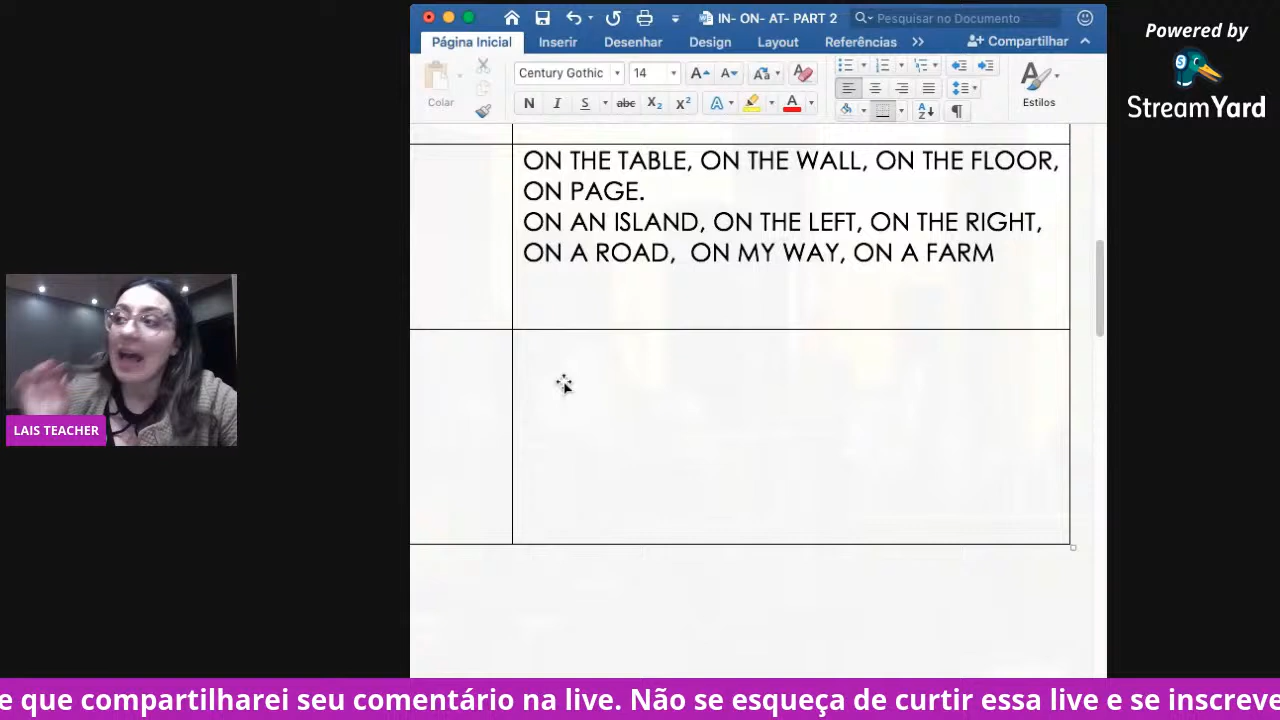 Powered by
StreamYard
IN- ON- AT- PART 2
Pesquisar no Documento
Página Inicial
Inserir
Desenhar
Design
Layout
Referências
Compartilhar
Colar
Century Gothic
14
Estilos
ON THE TABLE, ON THE WALL, ON THE FLOOR,
ON PAGE.
ON AN ISLAND, ON THE LEFT, ON THE RIGHT,
ON A ROAD, ON MY WAY, ON A FARM
LAIS TEACHER
e que compartilharei seu comentário na live. Não se esqueça de curtir essa live e se inscreve